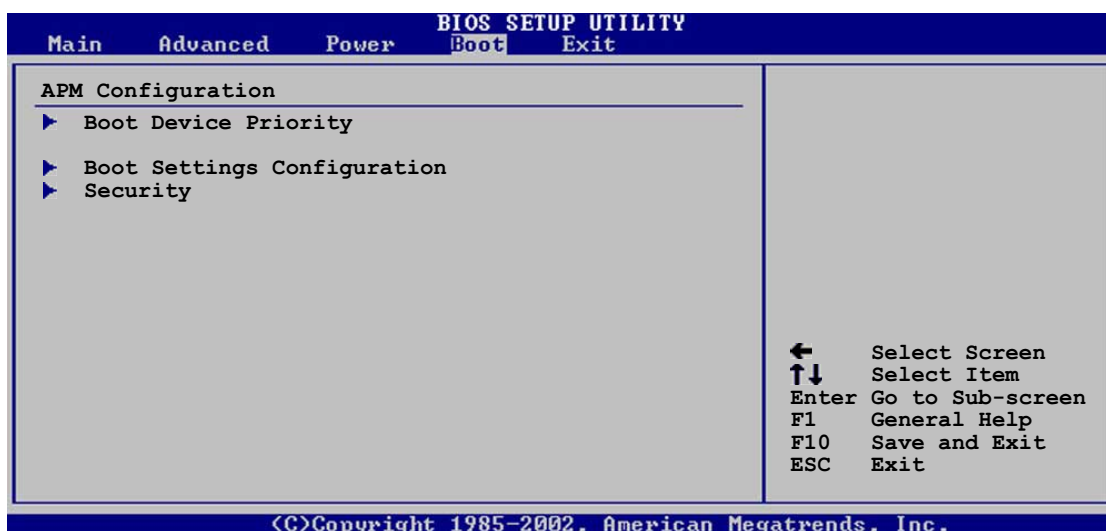 BIOS SETUP UTILITY
Main Advanced Power Boot Exit
APM Configuration
Boot Device Priority
Boot Settings Configuration
Security
← Select Screen
↑↓ Select Item
Enter Go to Sub-screen
F1 General Help
F10 Save and Exit
ESC Exit
(C)Copyright 1985-2002, American Megatrends, Inc.